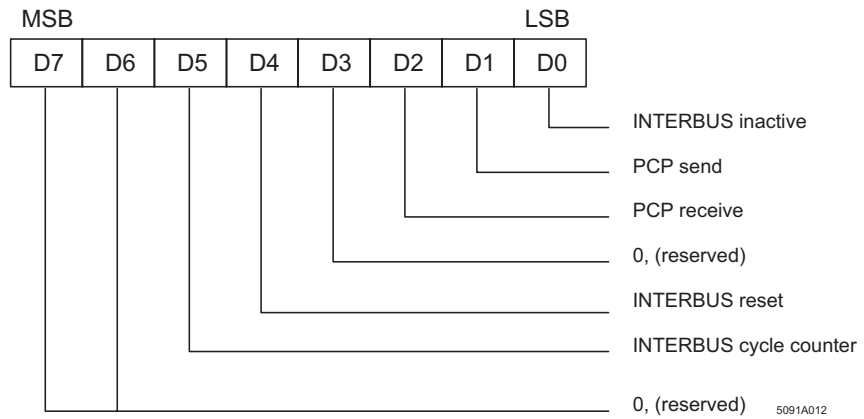 MSB LSB
D7 D6 D5 D4 D3 D2 D1 D0
INTERBUS inactive
PCP send
PCP receive
0, (reserved)
INTERBUS reset
INTERBUS cycle counter
0, (reserved) 5091A012